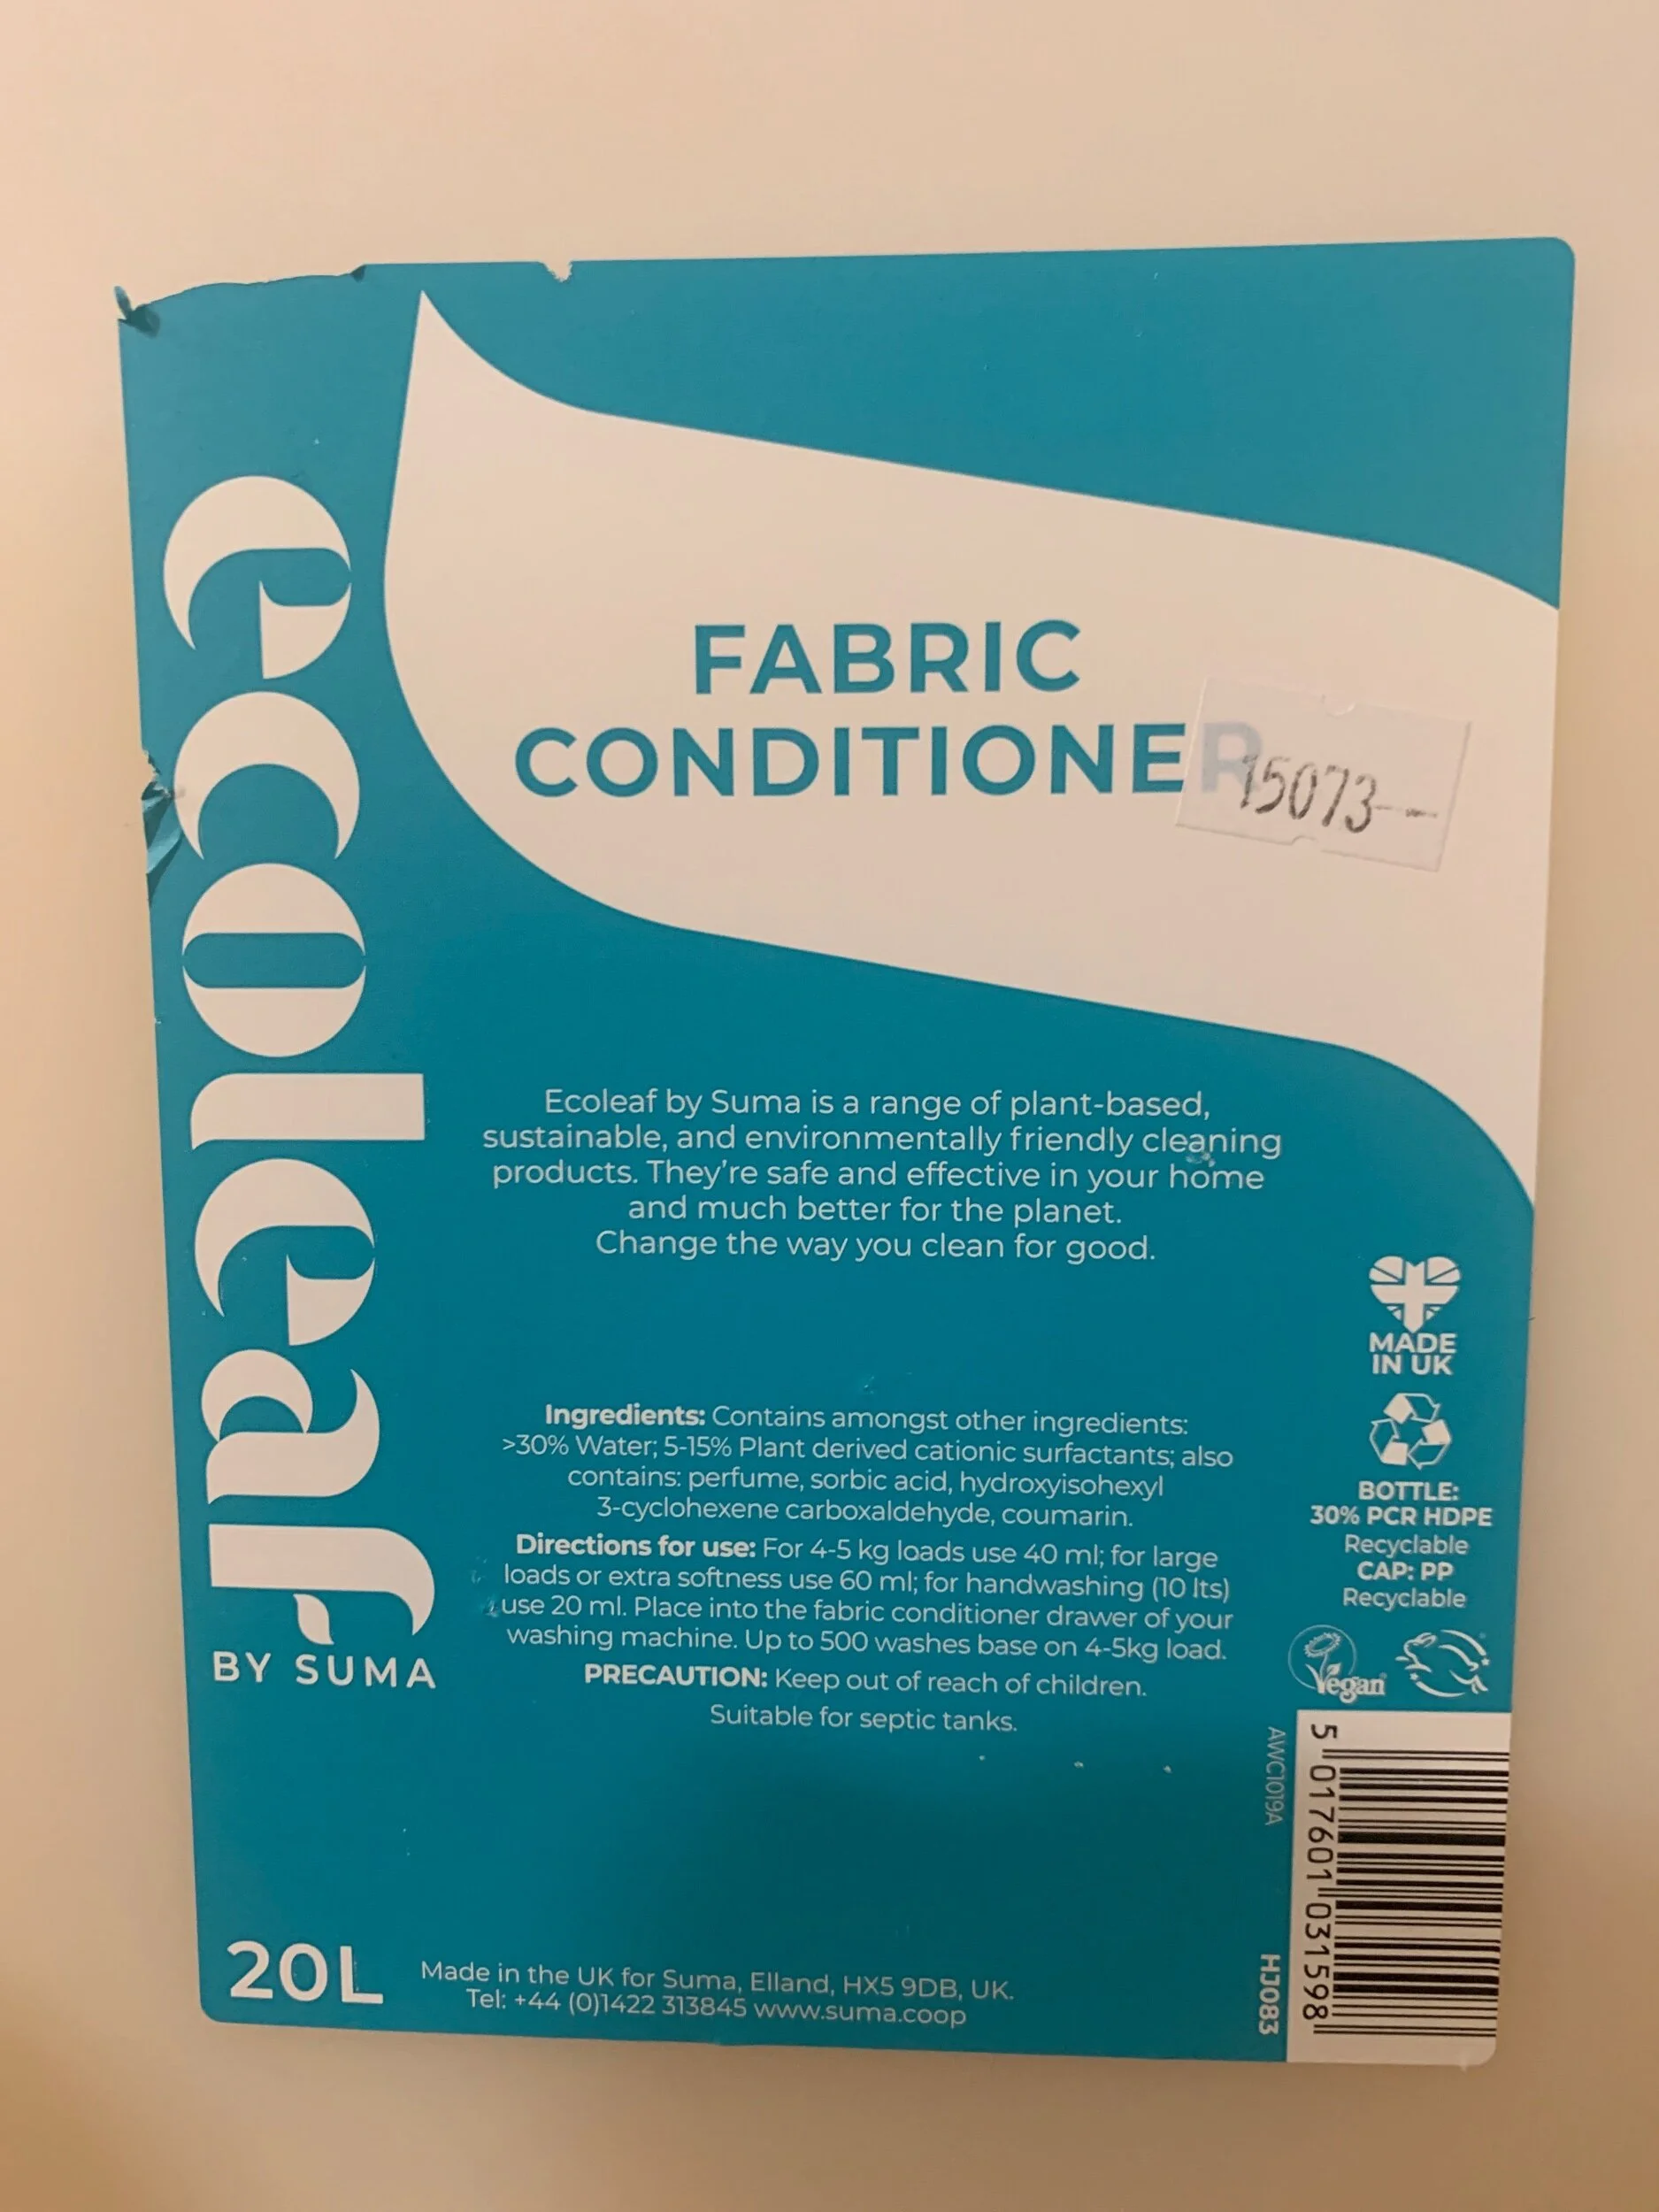 ecoleaf
BY SUMA
FABRIC
CONDITIONER
15073--
Ecoleaf by Suma is a range of plant-based,
sustainable, and environmentally friendly cleaning
products. They're safe and effective in your home
and much better for the planet.
Change the way you clean for good.
Ingredients: Contains amongst other ingredients:
>30% Water; 5-15% Plant derived cationic surfactants; also
contains: perfume, sorbic acid, hydroxyisohexyl
3-cyclohexene carboxaldehyde, coumarin.
Directions for use: For 4-5 kg loads use 40 ml; for large
loads or extra softness use 60 ml; for handwashing (10 lts)
use 20 ml. Place into the fabric conditioner drawer of your
washing machine. Up to 500 washes base on 4-5kg load.
PRECAUTION: Keep out of reach of children.
Suitable for septic tanks.
MADE
IN UK
BOTTLE:
30% PCR HDPE
Recyclable
CAP: PP
Recyclable
Vegan
AWC1019A
HJ083
5 017601 031598
20L
Made in the UK for Suma, Elland, HX5 9DB, UK.
Tel: +44 (0)1422 313845 www.suma.coop